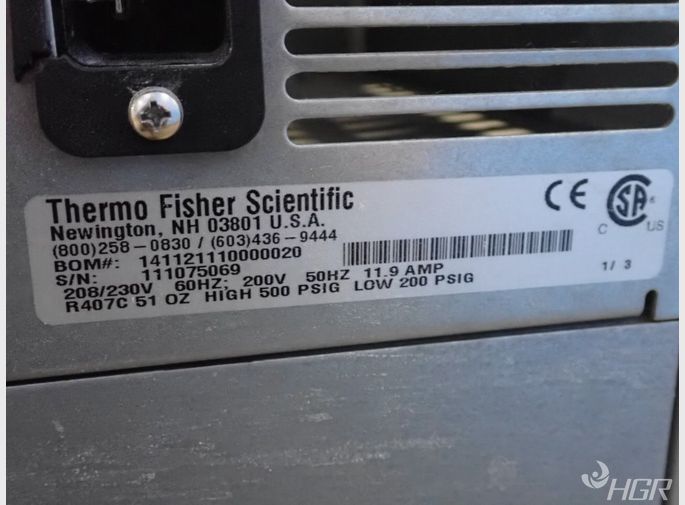 Thermo Fisher Scientific
Newington, NH 03801 U.S.A.
(800)258-0830 / (603)436-9444
BOM#: 141121110000020
S/N: 111075069
208/230V 60HZ; 200V 50HZ 11.9 AMP
R407C 51 OZ HIGH 500 PSIG LOW 200 PSIG
CE
SA
C US
1/ 3
HGR